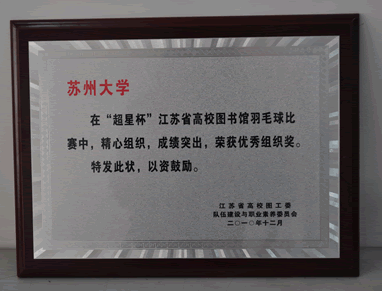 苏州大学
在“超星杯”江苏省高校图书馆羽毛球比
赛中，精心组织，成绩突出，荣获优秀组织奖。
特发此状，以资鼓励。
江苏省高校图工委
队伍建设与职业素养委员会
二〇一〇年十二月